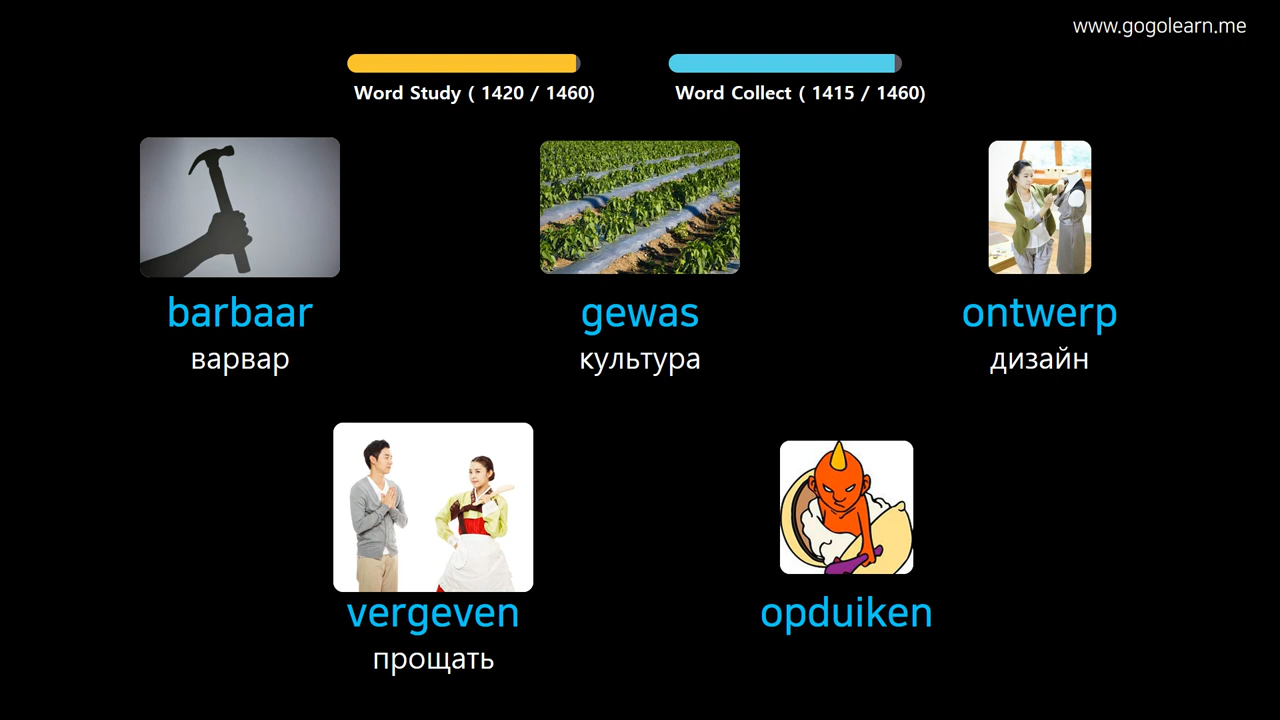 www.gogolearn.me
Word Study ( 1420 / 1460)
Word Collect ( 1415 / 1460)
barbaar
варвар
gewas
культура
ontwerp
дизайн
vergeven
прощать
opduiken